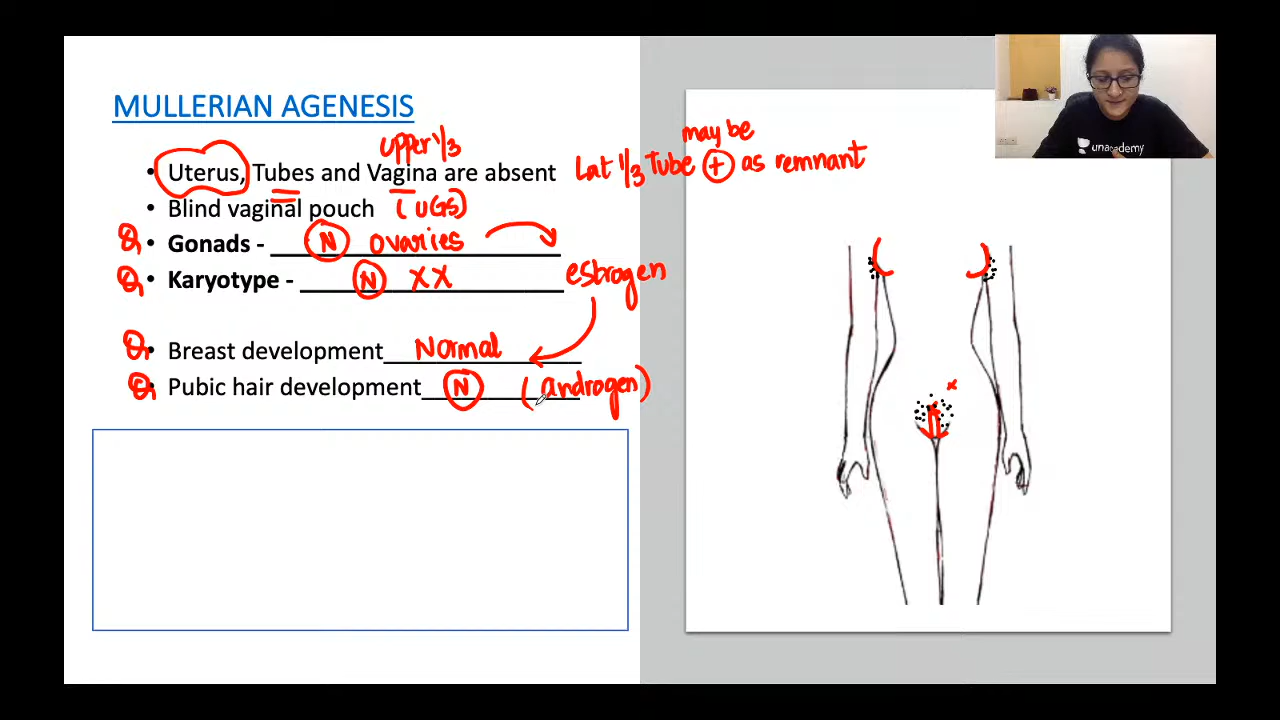 MULLERIAN AGENESIS
upper 1/3
may be
• Uterus, Tubes and Vagina are absent Lat 1/3 Tube + as remnant
• Blind vaginal pouch (UGS)
Q • Gonads - N ovaries
Q • Karyotype - N XX estrogen
Q • Breast development Normal
Q • Pubic hair development N (androgen)
unacademy